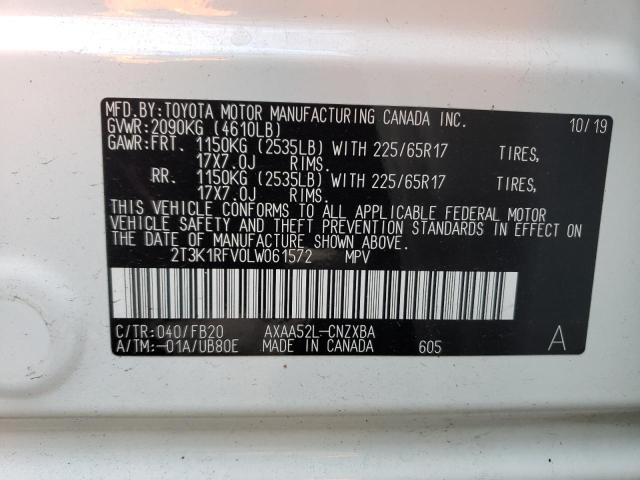 MFD.BY:TOYOTA MOTOR MANUFACTURING CANADA INC. 10/19
GVWR:2090KG (4610LB)
GAWR:FRT. 1150KG (2535LB) WITH 225/65R17 TIRES,
17X7.0J RIMS.
RR. 1150KG (2535LB) WITH 225/65R17 TIRES,
17X7.0J RIMS.
THIS VEHICLE CONFORMS TO ALL APPLICABLE FEDERAL MOTOR
VEHICLE SAFETY AND THEFT PREVENTION STANDARDS IN EFFECT ON
THE DATE OF MANUFACTURE SHOWN ABOVE.
2T3K1RFV0LW061572 MPV
C/TR:040/FB20 AXAA52L-CNZXBA A
A/TM:-01A/UB80E MADE IN CANADA 605